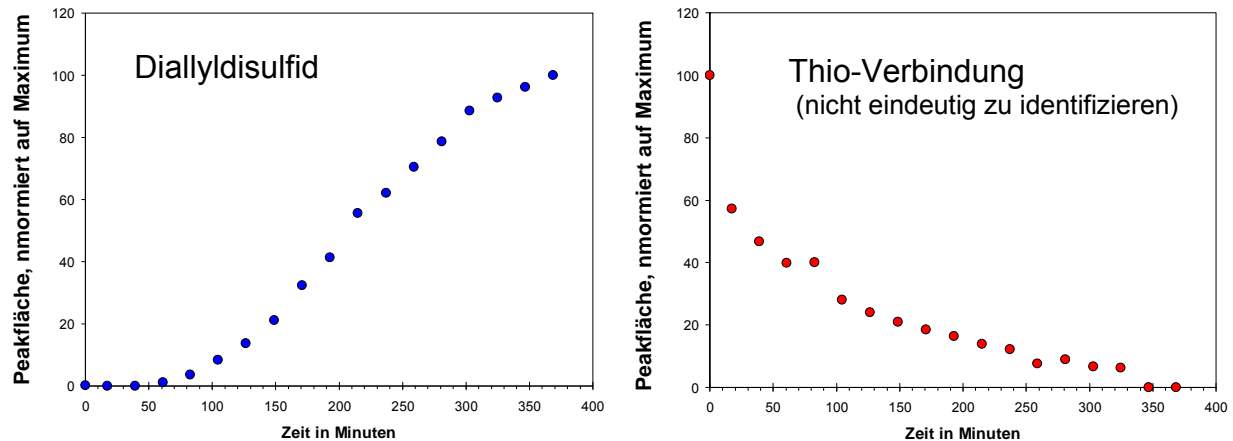 Peakfläche, nmormiert auf Maximum
120
100
80
60
40
20
0
Diallyldisulfid
0 50 100 150 200 250 300 350 400
Zeit in Minuten
Peakfläche, nmormiert auf Maximum
120
100
80
60
40
20
0
Thio-Verbindung
(nicht eindeutig zu identifizieren)
0 50 100 150 200 250 300 350 400
Zeit in Minuten